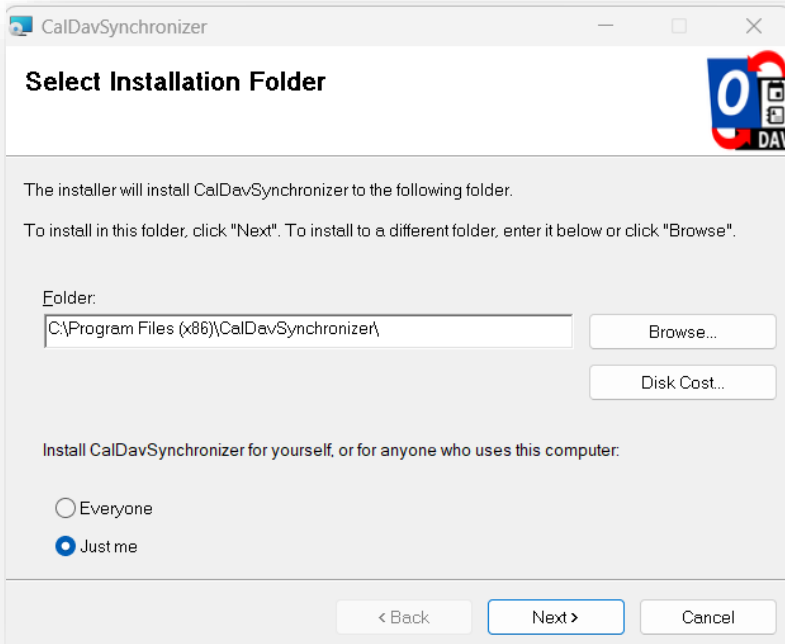 CalDavSynchronizer
Select Installation Folder
O
DAV
The installer will install CalDavSynchronizer to the following folder.
To install in this folder, click "Next". To install to a different folder, enter it below or click "Browse".
Folder:
C:\Program Files (x86)\CalDavSynchronizer\
Browse...
Disk Cost...
Install CalDavSynchronizer for yourself, or for anyone who uses this computer:
Everyone
Just me
< Back
Next >
Cancel